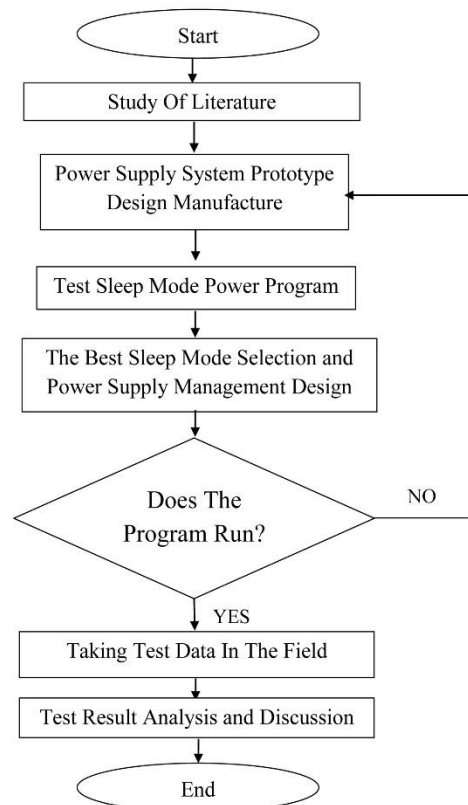 Start
Study Of Literature
Power Supply System Prototype
Design Manufacture
Test Sleep Mode Power Program
The Best Sleep Mode Selection and
Power Supply Management Design
Does The
Program Run?
NO
YES
Taking Test Data In The Field
Test Result Analysis and Discussion
End